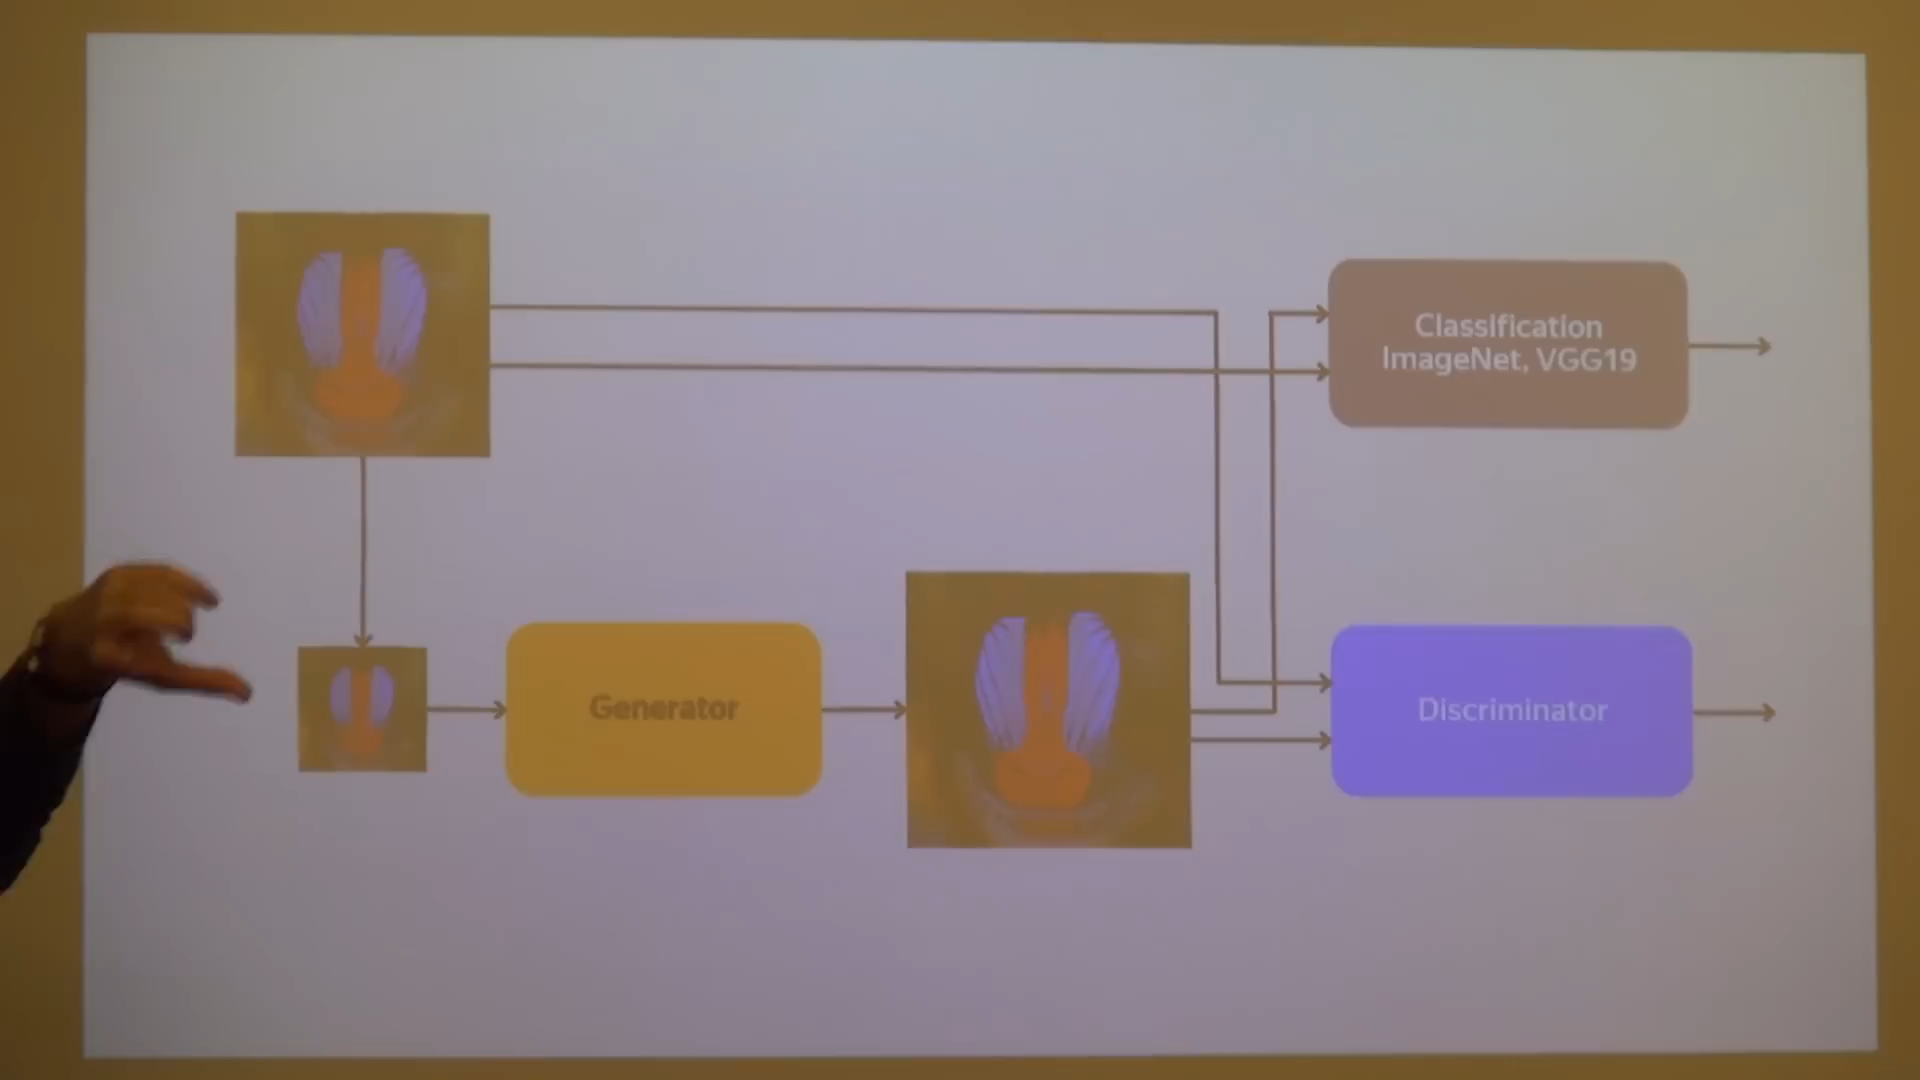 Classification
ImageNet, VGG19
Generator
Discriminator